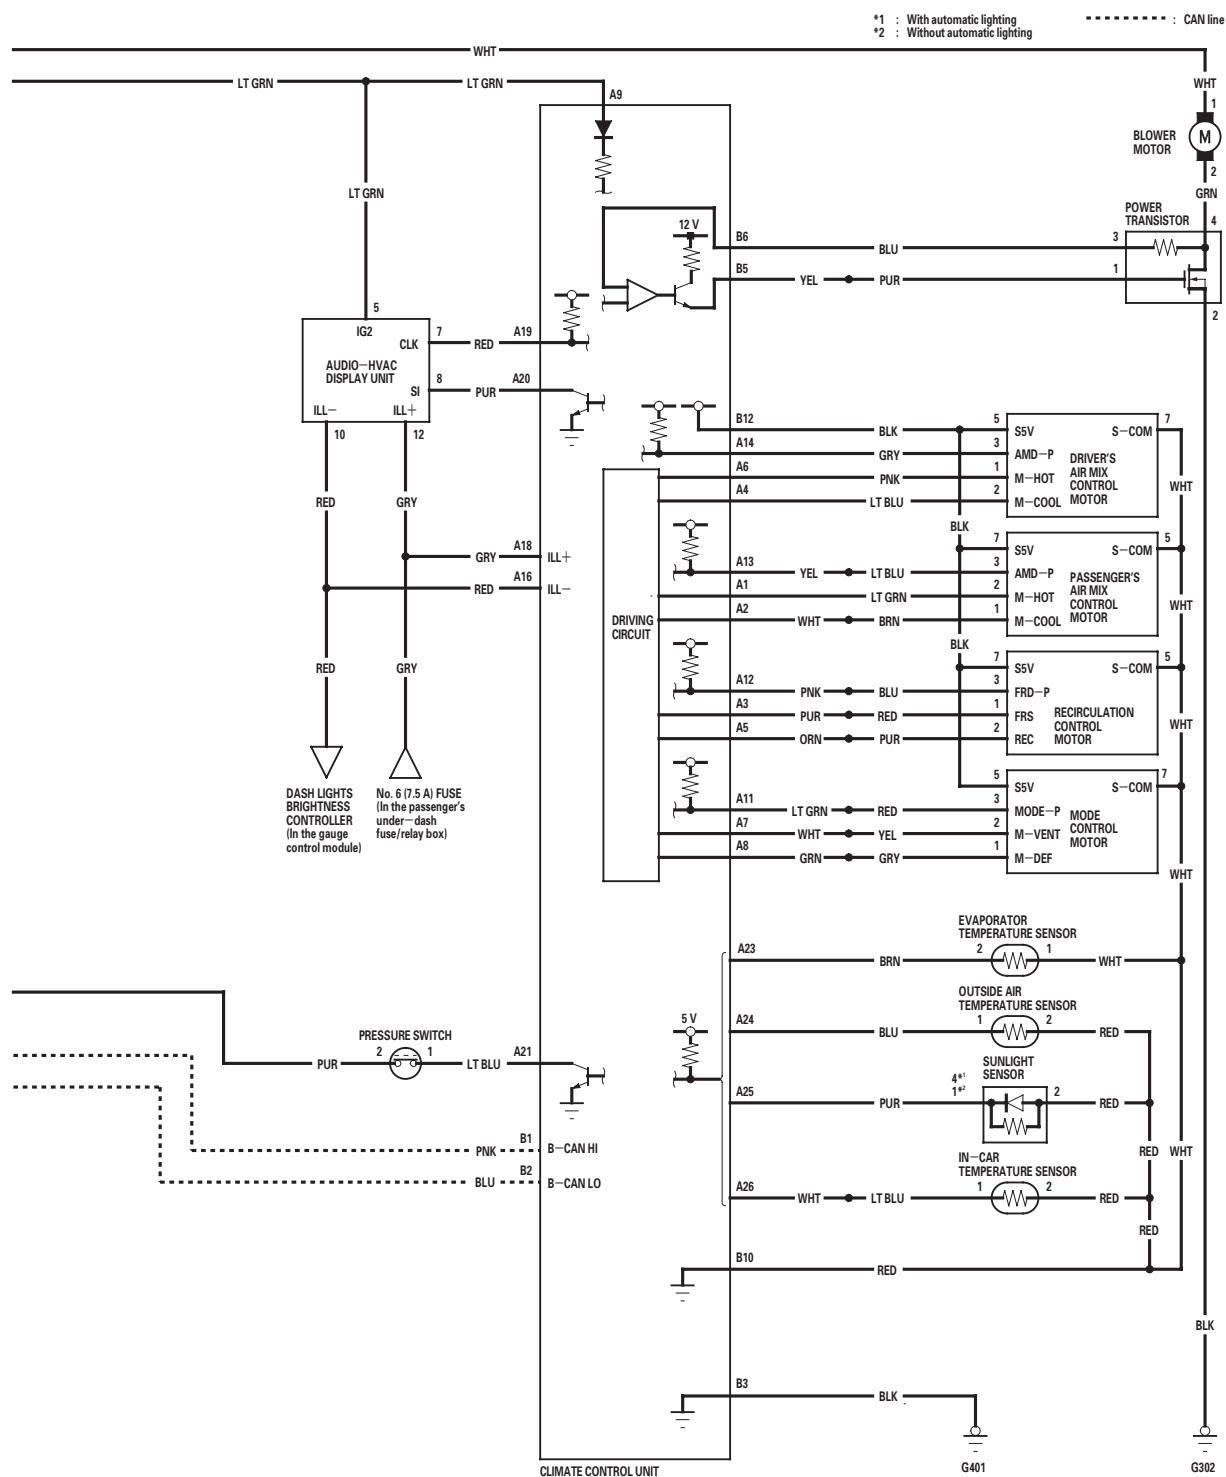 *1 : With automatic lighting
*2 : Without automatic lighting
: CAN line
WHT
LT GRN
LT GRN
A9
WHT
1
BLOWER
MOTOR
M
2
GRN
LT GRN
POWER
TRANSISTOR
4
12 V
B6
BLU
3
B5
YEL
PUR
1
2
5
IG2
CLK
7
RED
A19
AUDIO-HVAC
DISPLAY UNIT
SI
8
PUR
A20
ILL-
ILL+
10
12
B12
BLK
5
S5V
S-COM
7
A14
GRY
3
AMD-P
A6
PNK
1
M-HOT
A4
LT BLU
2
M-COOL
DRIVER'S
AIR MIX
CONTROL
MOTOR
WHT
RED
GRY
BLK
GRY
A18
ILL+
RED
A16
ILL-
7
S5V
S-COM
5
A13
YEL
LT BLU
3
AMD-P
A1
LT GRN
2
M-HOT
A2
WHT
BRN
1
M-COOL
PASSENGER'S
AIR MIX
CONTROL
MOTOR
WHT
DRIVING
CIRCUIT
BLK
RED
GRY
7
S5V
S-COM
5
A12
PNK
BLU
3
FRD-P
A3
PUR
RED
1
FRS
A5
ORN
PUR
2
REC
RECIRCULATION
CONTROL
MOTOR
WHT
DASH LIGHTS
BRIGHTNESS
CONTROLLER
(In the gauge
control module)
No. 6 (7.5 A) FUSE
(In the passenger's
under-dash
fuse/relay box)
5
S5V
S-COM
7
A11
LT GRN
RED
3
MODE-P
A7
WHT
YEL
2
M-VENT
A8
GRN
GRY
1
M-DEF
MODE
CONTROL
MOTOR
WHT
EVAPORATOR
TEMPERATURE SENSOR
A23
BRN
2
1
WHT
OUTSIDE AIR
TEMPERATURE SENSOR
5 V
A24
BLU
1
2
RED
PRESSURE SWITCH
PUR
2
1
LT BLU
A21
SUNLIGHT
SENSOR
A25
PUR
4*1
1*2
2
RED
PNK
B1
B-CAN HI
BLU
B2
B-CAN LO
RED
WHT
IN-CAR
TEMPERATURE SENSOR
A26
WHT
LT BLU
1
2
RED
RED
B10
RED
BLK
B3
BLK
G401
G302
CLIMATE CONTROL UNIT